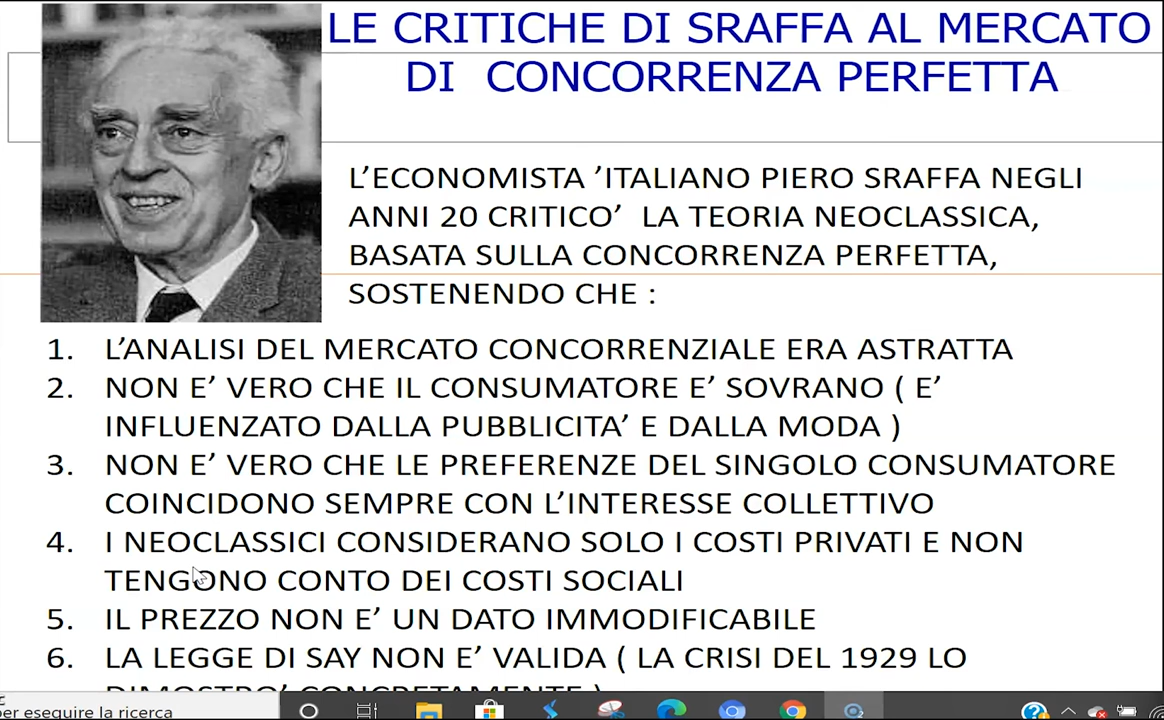 LE CRITICHE DI SRAFFA AL MERCATO
DI CONCORRENZA PERFETTA
L'ECONOMISTA 'ITALIANO PIERO SRAFFA NEGLI
ANNI 20 CRITICO' LA TEORIA NEOCLASSICA,
BASATA SULLA CONCORRENZA PERFETTA,
SOSTENENDO CHE :
1. L'ANALISI DEL MERCATO CONCORRENZIALE ERA ASTRATTA
2. NON E' VERO CHE IL CONSUMATORE E' SOVRANO ( E'
INFLUENZATO DALLA PUBBLICITA' E DALLA MODA )
3. NON E' VERO CHE LE PREFERENZE DEL SINGOLO CONSUMATORE
COINCIDONO SEMPRE CON L'INTERESSE COLLETTIVO
4. I NEOCLASSICI CONSIDERANO SOLO I COSTI PRIVATI E NON
TENGONO CONTO DEI COSTI SOCIALI
5. IL PREZZO NON E' UN DATO IMMODIFICABILE
6. LA LEGGE DI SAY NON E' VALIDA ( LA CRISI DEL 1929 LO
DIMOSTRO' CONCRETAMENTE )
per eseguire la ricerca